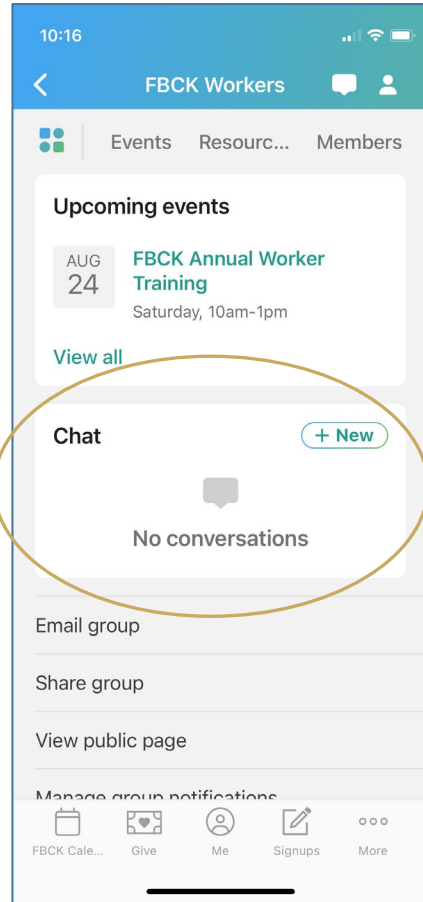 10:16
FBCK Workers
Events Resourc... Members
Upcoming events
AUG
24
FBCK Annual Worker
Training
Saturday, 10am-1pm
View all
Chat
+ New
No conversations
Email group
Share group
View public page
Manage group notifications
FBCK Cale... Give Me Signups More